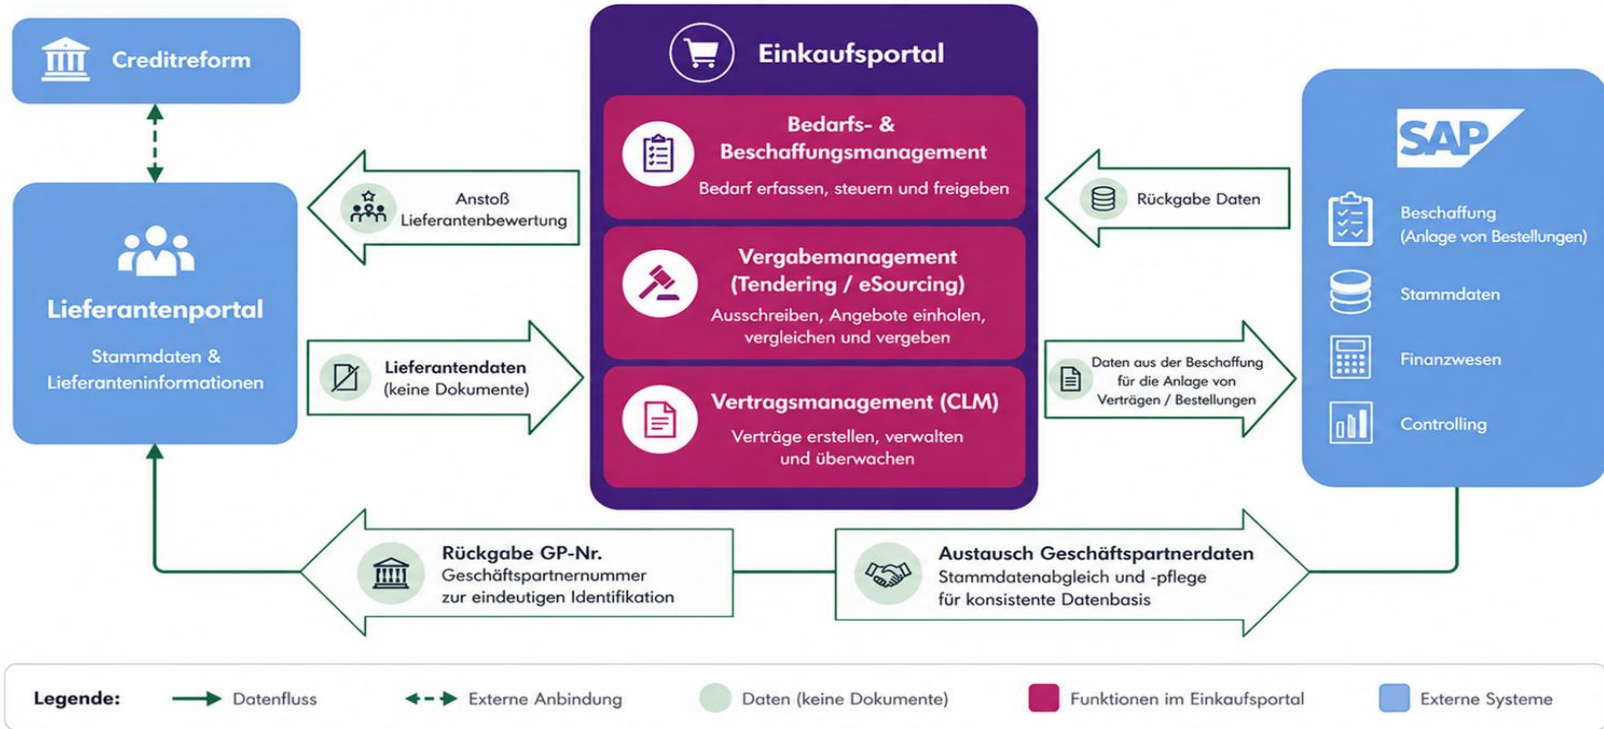 Creditreform
Lieferantenportal
Stammdaten &
Lieferanteninformationen
Anstoß
Lieferantenbewertung
Lieferantendaten
(keine Dokumente)
Einkaufsportal
Bedarfs- &
Beschaffungsmanagement
Bedarf erfassen, steuern und freigeben
Vergabemanagement
(Tendering / eSourcing)
Ausschreiben, Angebote einholen,
vergleichen und vergeben
Vertragsmanagement (CLM)
Verträge erstellen, verwalten
und überwachen
Rückgabe Daten
Daten aus der Beschaffung
für die Anlage von
Verträgen / Bestellungen
SAP
Beschaffung
(Anlage von Bestellungen)
Stammdaten
Finanzwesen
Controlling
Rückgabe GP-Nr.
Geschäftspartnernummer
zur eindeutigen Identifikation
Austausch Geschäftspartnerdaten
Stammdatenabgleich und -pflege
für konsistente Datenbasis
Legende:
Datenfluss
Externe Anbindung
Daten (keine Dokumente)
Funktionen im Einkaufsportal
Externe Systeme